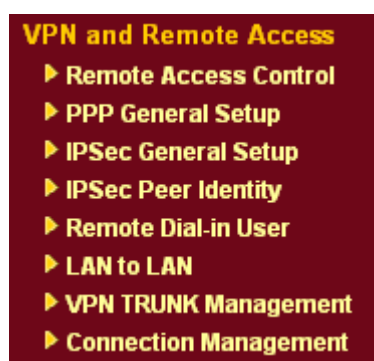 VPN and Remote Access
Remote Access Control
PPP General Setup
IPSec General Setup
IPSec Peer Identity
Remote Dial-in User
LAN to LAN
VPN TRUNK Management
Connection Management